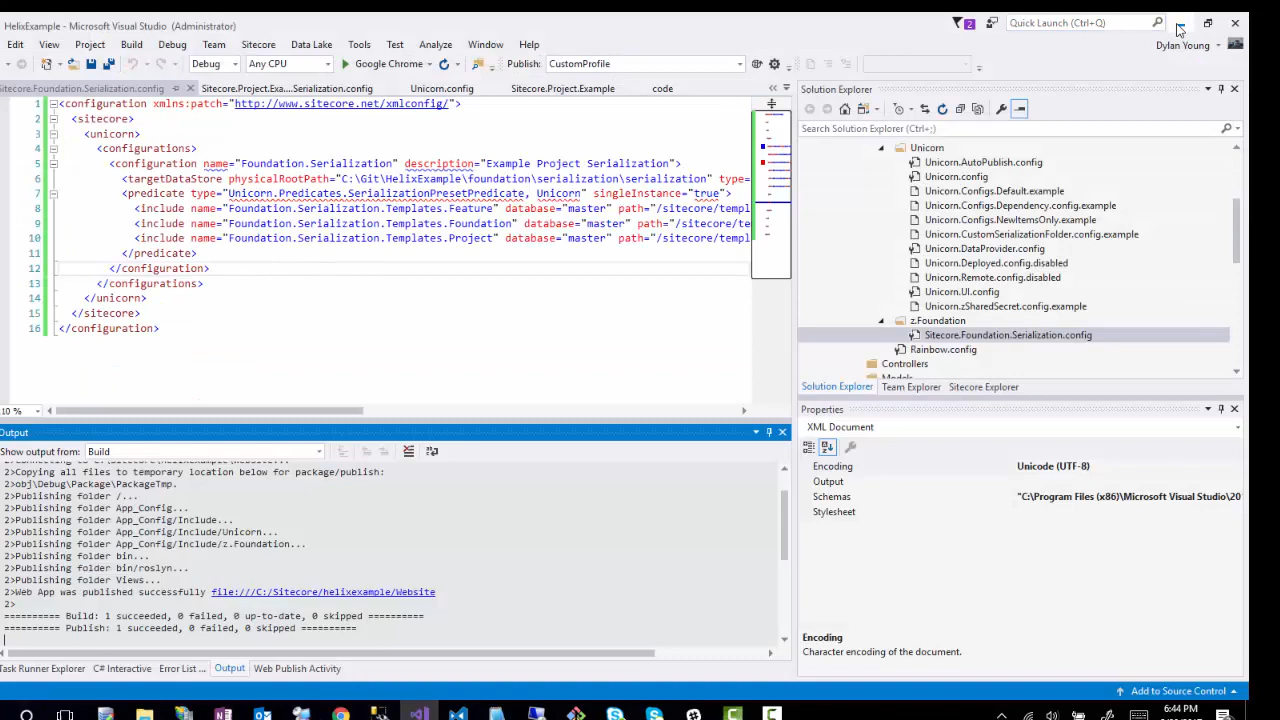 HelixExample - Microsoft Visual Studio (Administrator)
2
Quick Launch (Ctrl+Q)
Edit View Project Build Debug Team Sitecore Data Lake Tools Test Analyze Window Help
Dylan Young
Debug Any CPU Google Chrome Publish: CustomProfile
Sitecore.Foundation.Serialization.config Sitecore.Project.Exa....Serialization.config Unicorn.config Sitecore.Project.Example code
1 <configuration xmlns:patch="http://www.sitecore.net/xmlconfig/">
2 <sitecore>
3 <unicorn>
4 <configurations>
5 <configuration name="Foundation.Serialization" description="Example Project Serialization">
6 <targetDataStore physicalRootPath="C:\Git\HelixExample\foundation\serialization\serialization" type=
7 <predicate type="Unicorn.Predicates.SerializationPresetPredicate, Unicorn" singleInstance="true">
8 <include name="Foundation.Serialization.Templates.Feature" database="master" path="/sitecore/templ
9 <include name="Foundation.Serialization.Templates.Foundation" database="master" path="/sitecore/templ
10 <include name="Foundation.Serialization.Templates.Project" database="master" path="/sitecore/templ
11 </predicate>
12 </configuration>
13 </configurations>
14 </unicorn>
15 </sitecore>
16 </configuration>
10 %
Output
Show output from: Build
2>Copying all files to temporary location below for package/publish:
2>obj\Debug\Package\PackageTmp.
2>Publishing folder /...
2>Publishing folder App_Config...
2>Publishing folder App_Config/Include...
2>Publishing folder App_Config/Include/Unicorn...
2>Publishing folder App_Config/Include/z.Foundation...
2>Publishing folder bin...
2>Publishing folder bin/roslyn...
2>Publishing folder Views...
2>Web App was published successfully file:///C:/Sitecore/helixexample/Website
2>
========== Build: 1 succeeded, 0 failed, 0 up-to-date, 0 skipped ==========
========== Publish: 1 succeeded, 0 failed, 0 skipped ==========
Task Runner Explorer C# Interactive Error List ... Output Web Publish Activity
Solution Explorer
Search Solution Explorer (Ctrl+;)
Unicorn
Unicorn.AutoPublish.config
Unicorn.config
Unicorn.Configs.Default.example
Unicorn.Configs.Dependency.config.example
Unicorn.Configs.NewItemsOnly.example
Unicorn.CustomSerializationFolder.config.example
Unicorn.DataProvider.config
Unicorn.Deployed.config.disabled
Unicorn.Remote.config.disabled
Unicorn.UI.config
Unicorn.zSharedSecret.config.example
z.Foundation
Sitecore.Foundation.Serialization.config
Rainbow.config
Controllers
Solution Explorer Team Explorer Sitecore Explorer
Properties
XML Document
Encoding Unicode (UTF-8)
Output
Schemas "C:\Program Files (x86)\Microsoft Visual Studio\20
Stylesheet
Encoding
Character encoding of the document.
Add to Source Control
6:44 PM